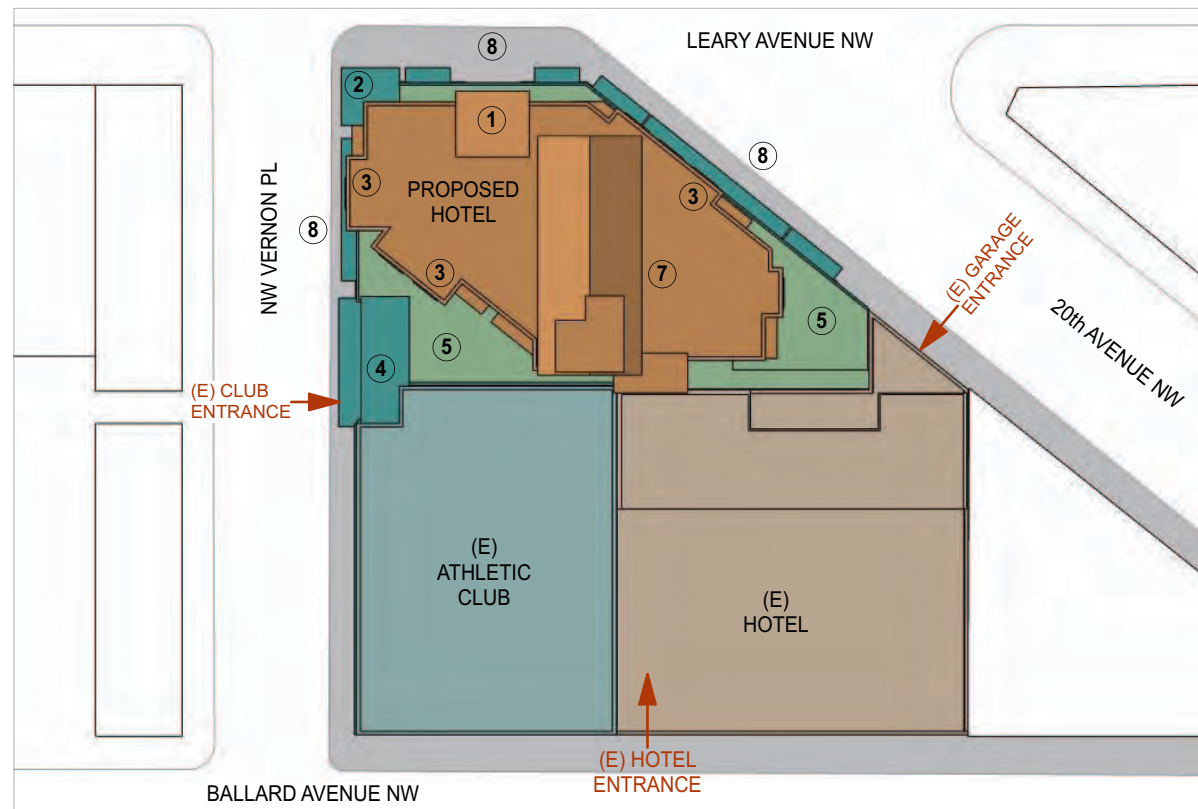 LEARY AVENUE NW
8
2
1
8
3
PROPOSED
HOTEL
3
NW VERNON PL
8
3
7
(E) GARAGE
ENTRANCE
5
5
20th AVENUE NW
4
(E) CLUB
ENTRANCE
(E)
ATHLETIC
CLUB
(E)
HOTEL
(E) HOTEL
ENTRANCE
BALLARD AVENUE NW